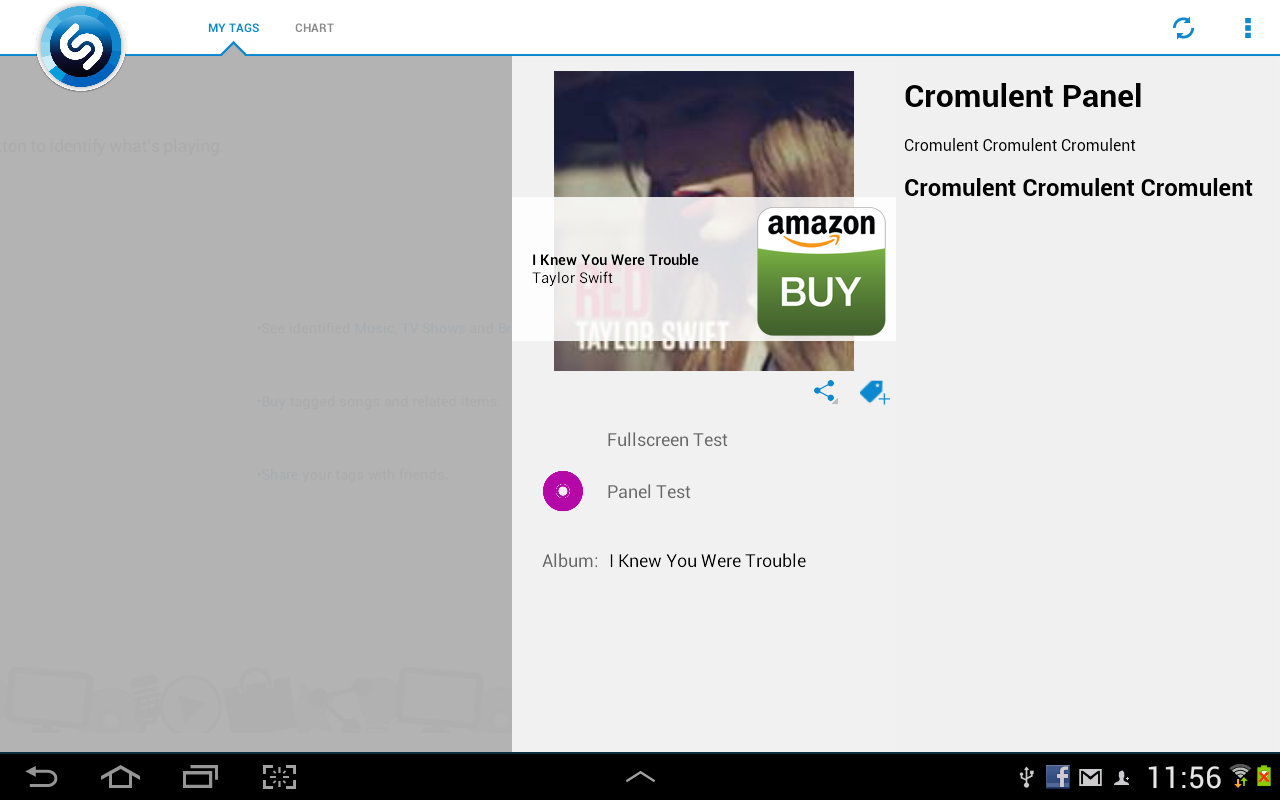 MY TAGS CHART
ton to identify what's playing.
•See identified Music, TV Shows and
•Buy tagged songs and related items
•Share your tags with friends
RED
TAYLOR SWIFT
I Knew You Were Trouble
Taylor Swift
amazon
BUY
Fullscreen Test
Panel Test
Album: I Knew You Were Trouble
Cromulent Panel
Cromulent Cromulent Cromulent
Cromulent Cromulent Cromulent
11:56